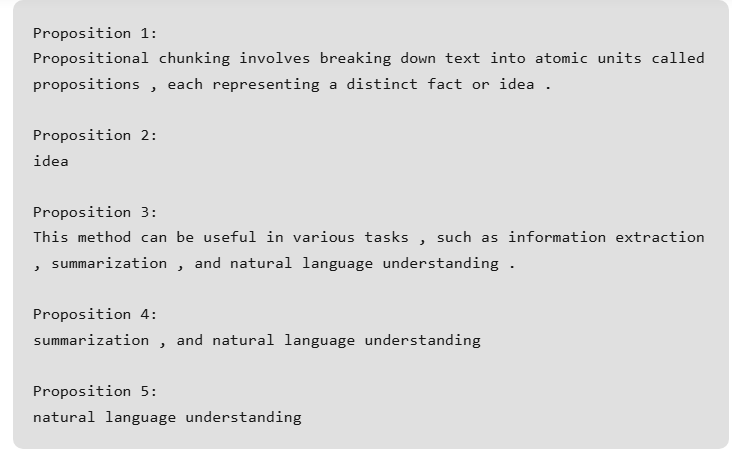 Proposition 1:
Propositional chunking involves breaking down text into atomic units called
propositions , each representing a distinct fact or idea .
Proposition 2:
idea
Proposition 3:
This method can be useful in various tasks , such as information extraction
, summarization , and natural language understanding .
Proposition 4:
summarization , and natural language understanding
Proposition 5:
natural language understanding